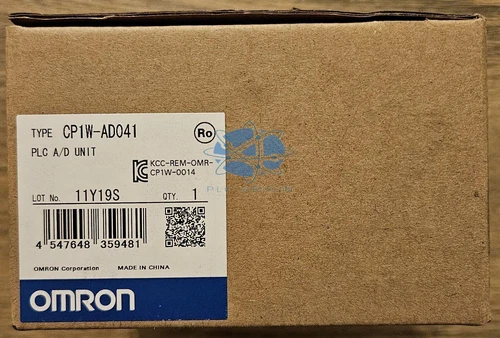 TYPE CP1W-AD041
Ro
PLC A/D UNIT
KCC-REM-OMR-
CP1W-0014
LOT No. 11Y19S QTY. 1
4 547648 359481
OMRON Corporation MADE IN CHINA
OMRON